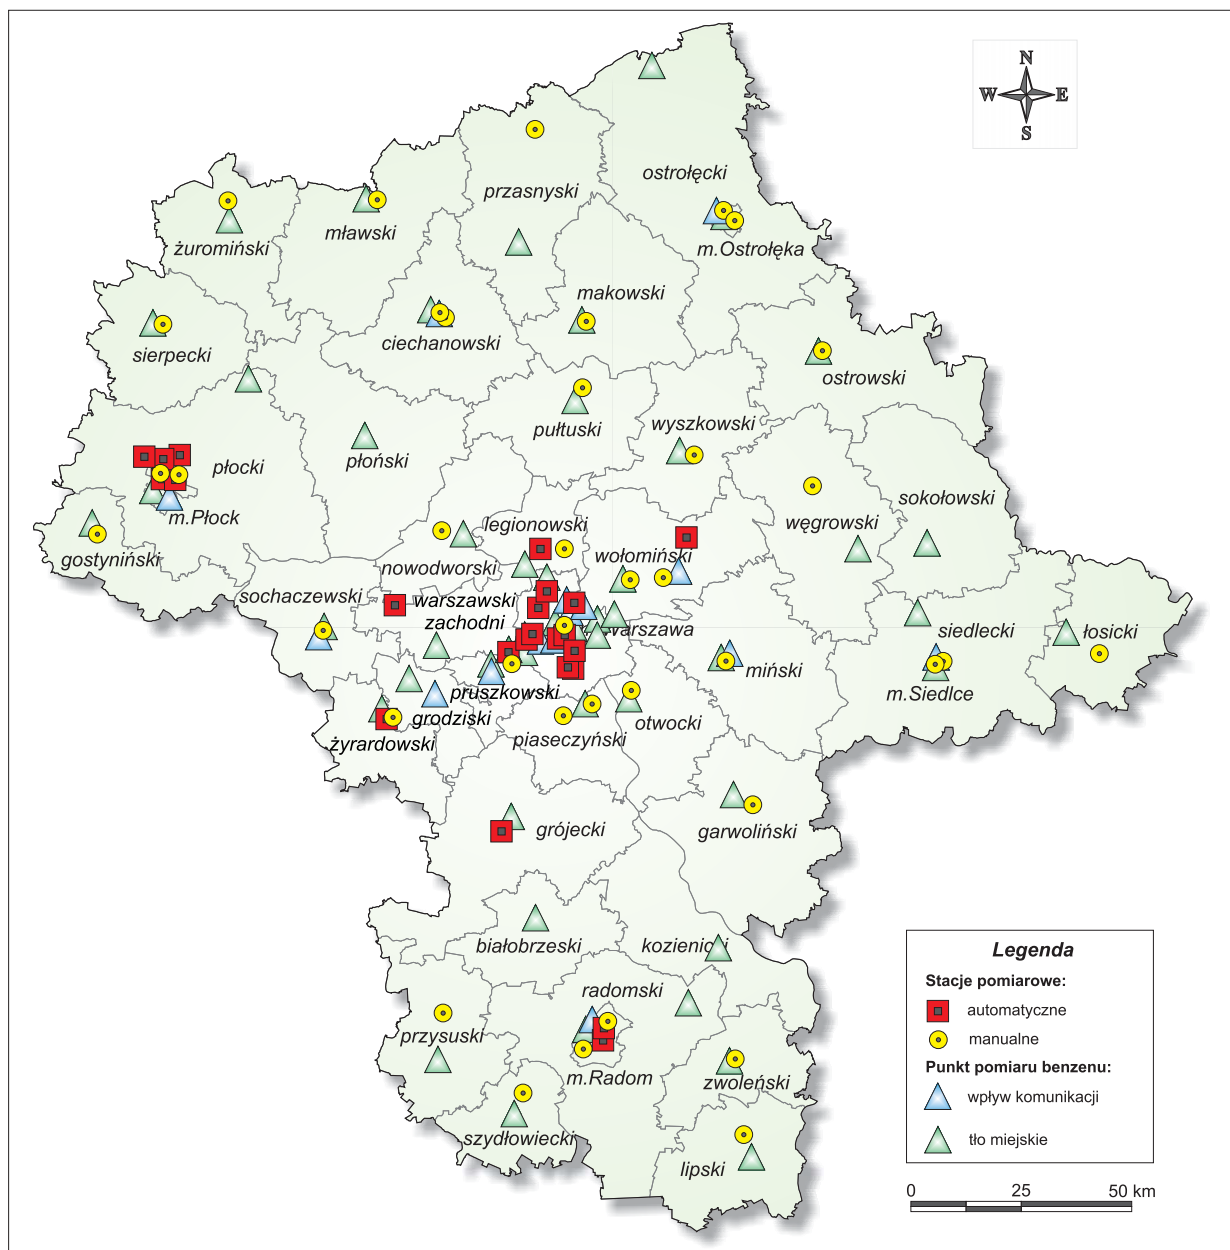 N
W E
S
ostrołęcki
przasnyski
mławski
żuromiński
m.Ostrołęka
makowski
ciechanowski
sierpecki
ostrowski
pułtuski
wyszkowski
płoński
płocki
sokołowski
m.Płock
węgrowski
legionowski
gostyniński
wołomiński
nowodworski
sochaczewski
warszawski
zachodni
warszawa
siedlecki
łosicki
miński
m.Siedlce
pruszkowski
grodziski
otwocki
żyrardowski
piaseczyński
grójecki
garwoliński
białobrzeski
kozienicki
radomski
przysuski
m.Radom
zwoleński
szydłowiecki
lipski
Legenda
Stacje pomiarowe:
automatyczne
manualne
Punkt pomiaru benzenu:
wpływ komunikacji
tło miejskie
0 25 50 km